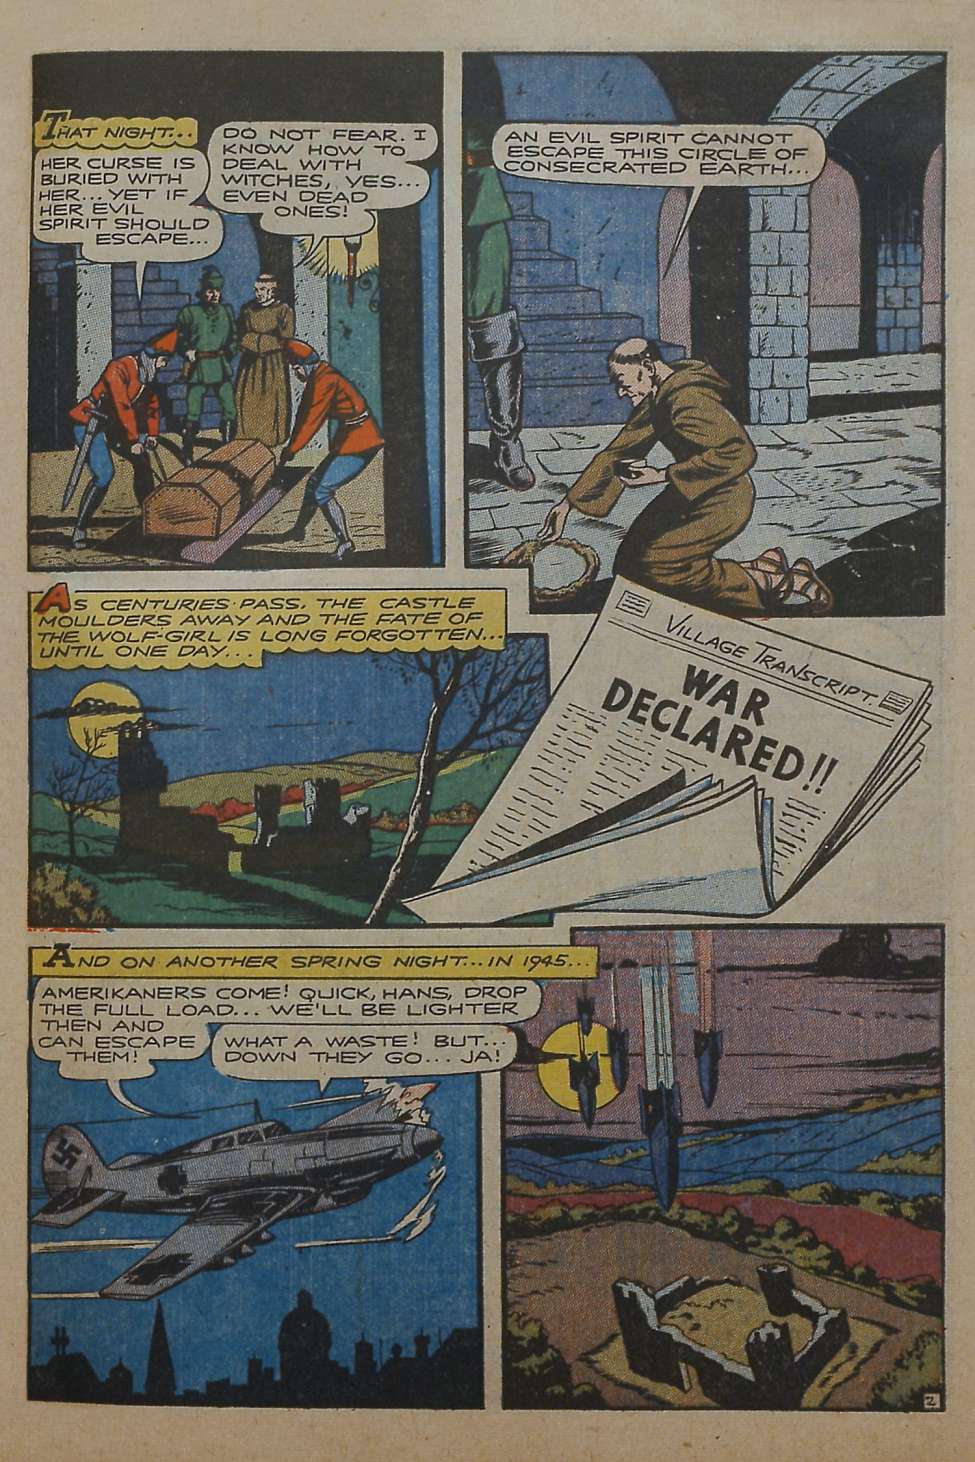 THAT NIGHT...
HER CURSE IS
BURIED WITH
HER... YET IF
HER EVIL
SPIRIT SHOULD
ESCAPE...
DO NOT FEAR. I
KNOW HOW TO
DEAL WITH
WITCHES, YES...
EVEN DEAD
ONES!
AN EVIL SPIRIT CANNOT
ESCAPE THIS CIRCLE OF
CONSECRATED EARTH...
AS CENTURIES PASS, THE CASTLE
MOULDERS AWAY AND THE FATE OF
THE WOLF-GIRL IS LONG FORGOTTEN...
UNTIL ONE DAY...
VILLAGE TRANSCRIPT.
WAR
DECLARED!!
AND ON ANOTHER SPRING NIGHT... IN 1945...
AMERIKANERS COME! QUICK, HANS, DROP
THE FULL LOAD... WE'LL BE LIGHTER
THEN AND
CAN ESCAPE
THEM!
WHAT A WASTE! BUT...
DOWN THEY GO... JA!
2